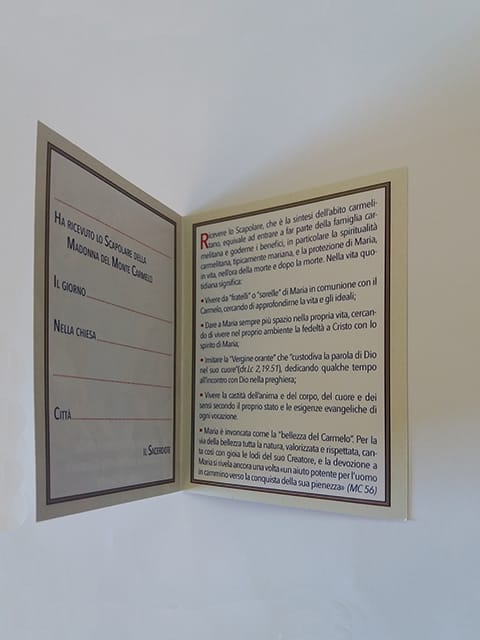 HA RICEVUTO LO SCAPOLARE DELLA
MADONNA DEL MONTE CARMELO
IL GIORNO
NELLA CHIESA
CITTÀ
IL SACERDOTE
Ricevere lo Scapolare, che è la sintesi dell'abito carmeli-
tano, equivale ad entrare a far parte della famiglia car-
melitana e goderne i benefici, in particolare la spiritualità
carmelitana, tipicamente mariana, e la protezione di Maria,
in vita, nell'ora della morte e dopo la morte. Nella vita quo-
tidiana significa:
• Vivere da "fratelli" o "sorelle" di Maria in comunione con il
Carmelo, cercando di approfondirne la vita e gli ideali;
• Dare a Maria sempre più spazio nella propria vita, cercan-
do di vivere nel proprio ambiente la fedeltà a Cristo con lo
spirito di Maria;
• Imitare la "Vergine orante" che "custodiva la parola di Dio
nel suo cuore"(cfr.Lc 2,19.51), dedicando qualche tempo
all'incontro con Dio nella preghiera;
• Vivere la castità dell'anima e del corpo, del cuore e dei
sensi secondo il proprio stato e le esigenze evangeliche di
ogni vocazione.
• Maria è invocata come la "bellezza del Carmelo". Per la
via della bellezza tutta la natura, valorizzata e rispettata, can-
ta così con gioia le lodi del suo Creatore, e la devozione a
Maria si rivela ancora una volta «un aiuto potente per l'uomo
in cammino verso la conquista della sua pienezza» (MC 56)